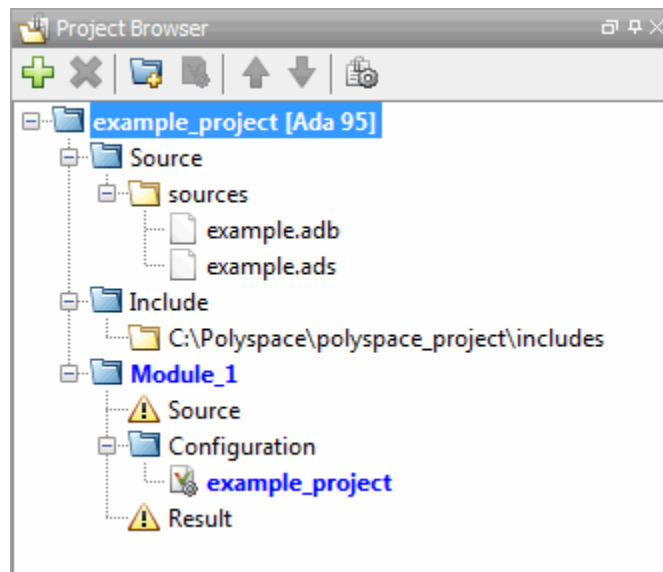 Project Browser
example_project [Ada 95]
Source
sources
example.adb
example.ads
Include
C:\Polyspace\polyspace_project\includes
Module_1
Source
Configuration
example_project
Result